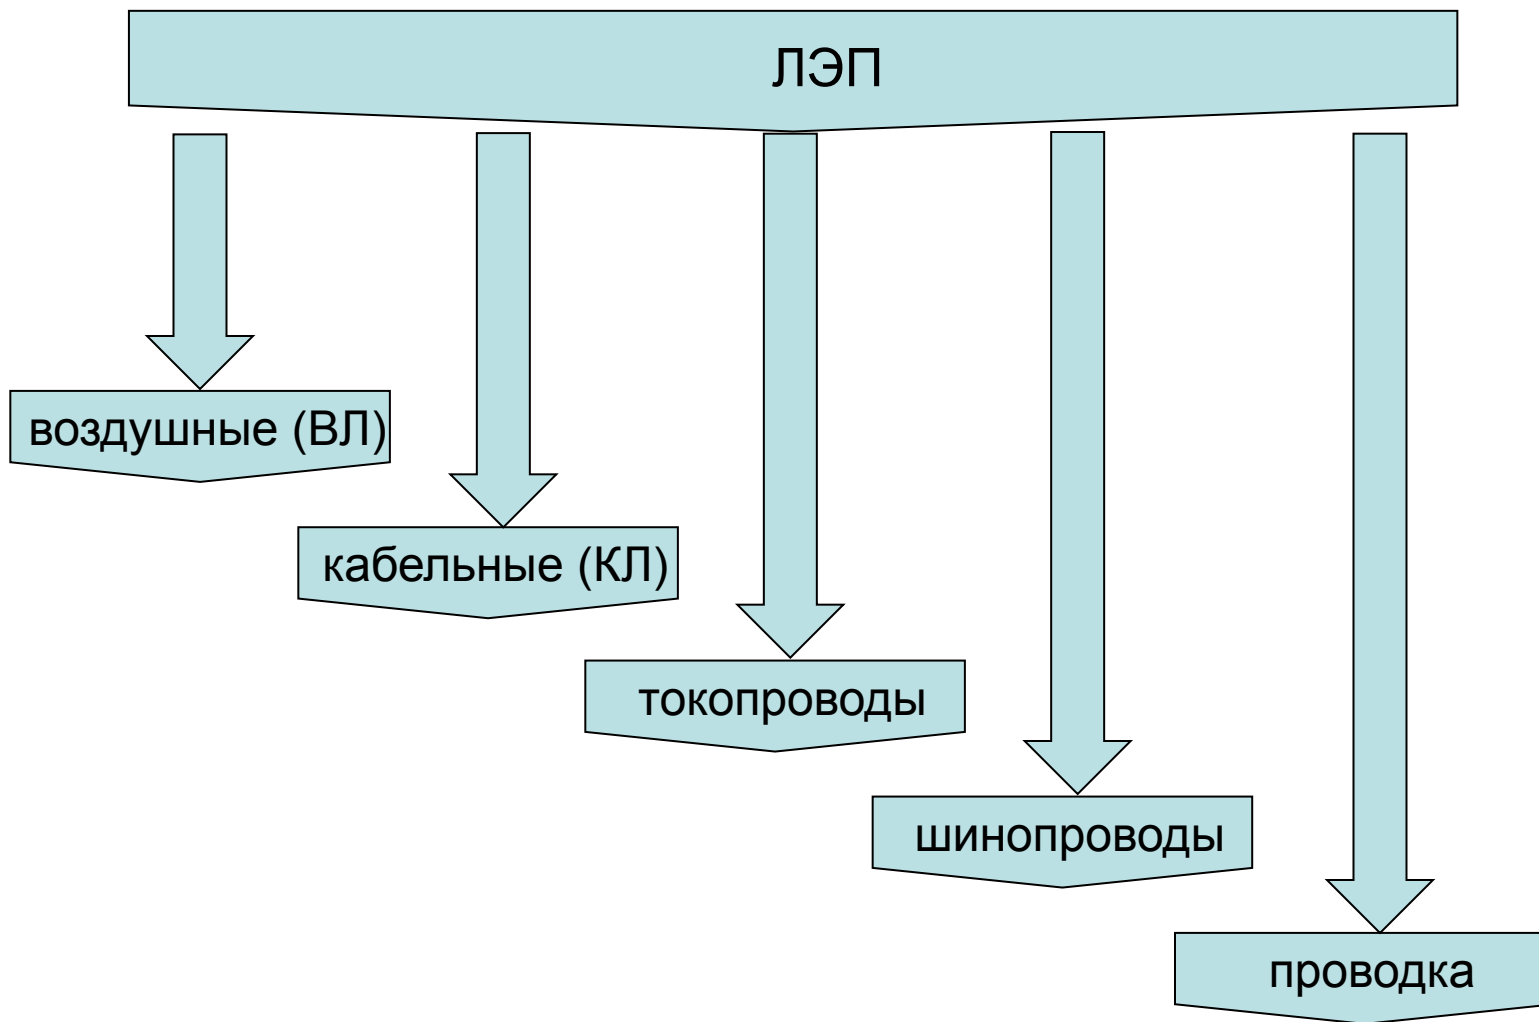 ЛЭП
воздушные (ВЛ)
кабельные (КЛ)
токопроводы
шинопроводы
проводка